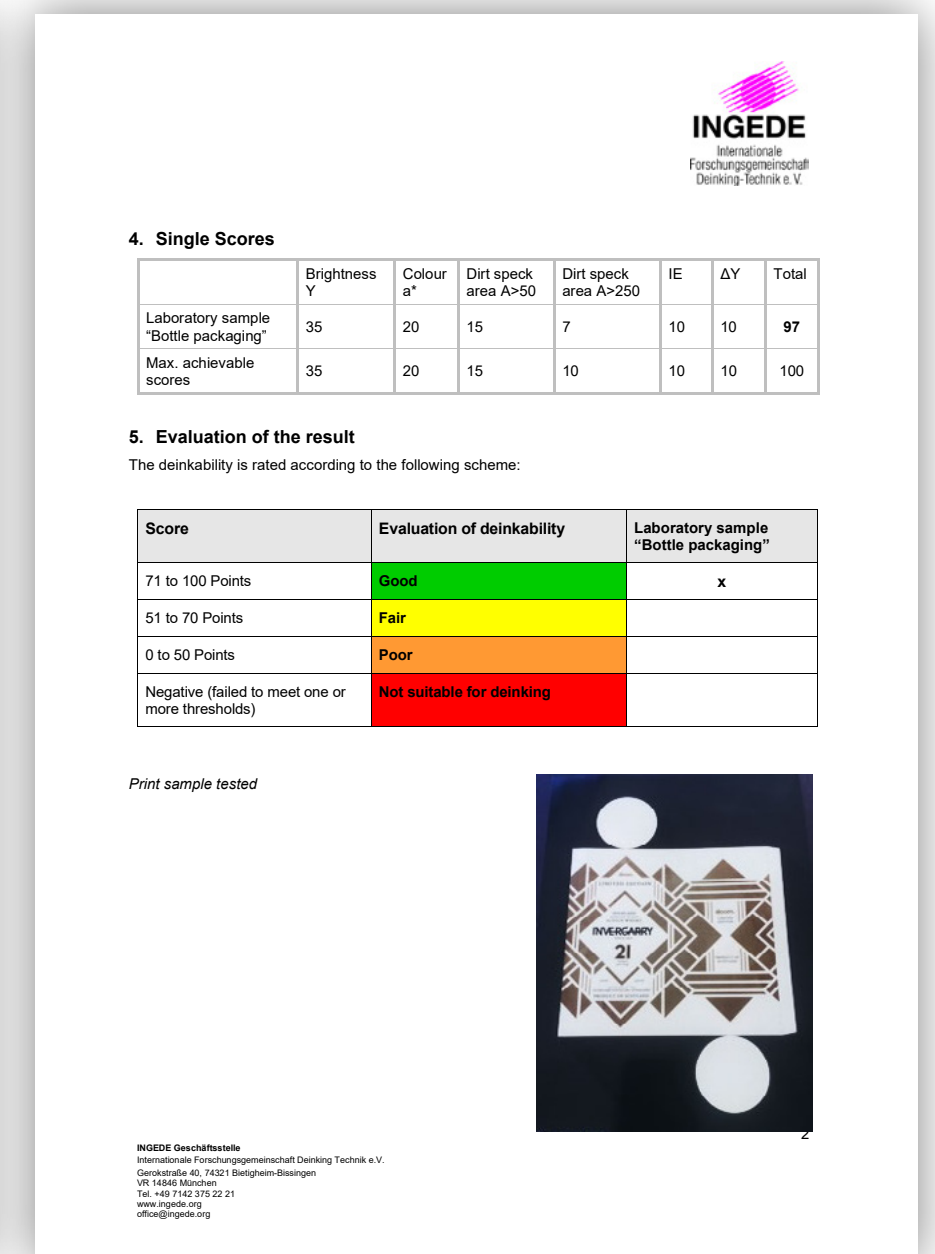 INGEDE
Internationale
Forschungsgemeinschaft
Deinking-Technik e. V.
4. Single Scores
Brightness Y Colour a* Dirt speck area A>50 Dirt speck area A>250 IE ΔY Total
Laboratory sample “Bottle packaging” 35 20 15 7 10 10 97
Max. achievable scores 35 20 15 10 10 10 100
5. Evaluation of the result
The deinkability is rated according to the following scheme:
Score Evaluation of deinkability Laboratory sample “Bottle packaging”
71 to 100 Points Good x
51 to 70 Points Fair
0 to 50 Points Poor
Negative (failed to meet one or more thresholds) Not suitable for deinking
Print sample tested
LIMITED EDITION
INVERGARRY
21
PRODUCT OF SCOTLAND
2
INGEDE Geschäftsstelle
Internationale Forschungsgemeinschaft Deinking Technik e.V.
Gerokstraße 40, 74321 Bietigheim-Bissingen
VR 14846 München
Tel. +49 7142 375 22 21
www.ingede.org
office@ingede.org